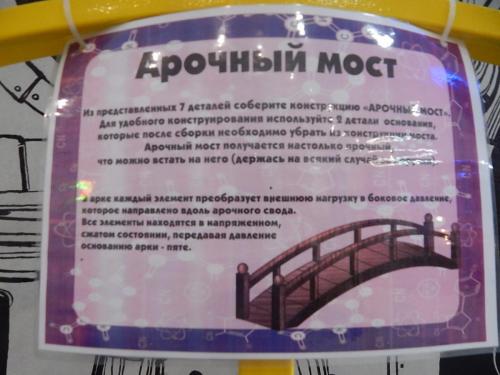 Арочный мост
Из представленных 7 деталей соберите конструкцию «АРОЧНЫЙ МОСТ».
Для удобного конструирования используйте 2 детали основания,
которые после сборки необходимо убрать из конструкции моста.
Арочный мост получается настолько прочный,
что можно встать на него (держась на всякий случай
арке каждый элемент преобразует внешнюю нагрузку в боковое давление,
которое направлено вдоль арочного свода.
Все элементы находятся в напряженном,
сжатом состоянии, передавая давление
основанию арки - пяте.